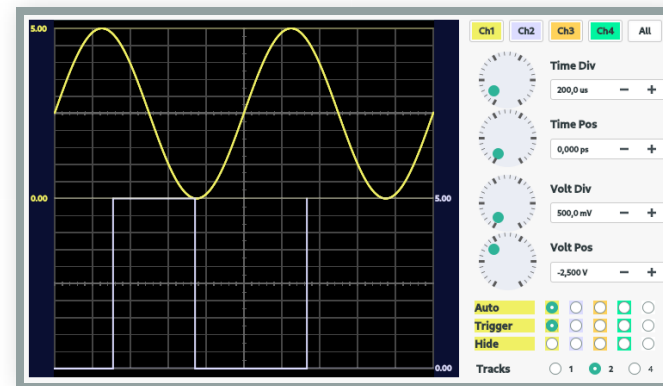 5.00
0.00
5.00
0.00
Ch1 Ch2 Ch3 Ch4 All
Time Div
200,0 us − +
Time Pos
0,000 ps − +
Volt Div
500,0 mV − +
Volt Pos
-2,500 V − +
Auto
Trigger
Hide
Tracks 1 2 4